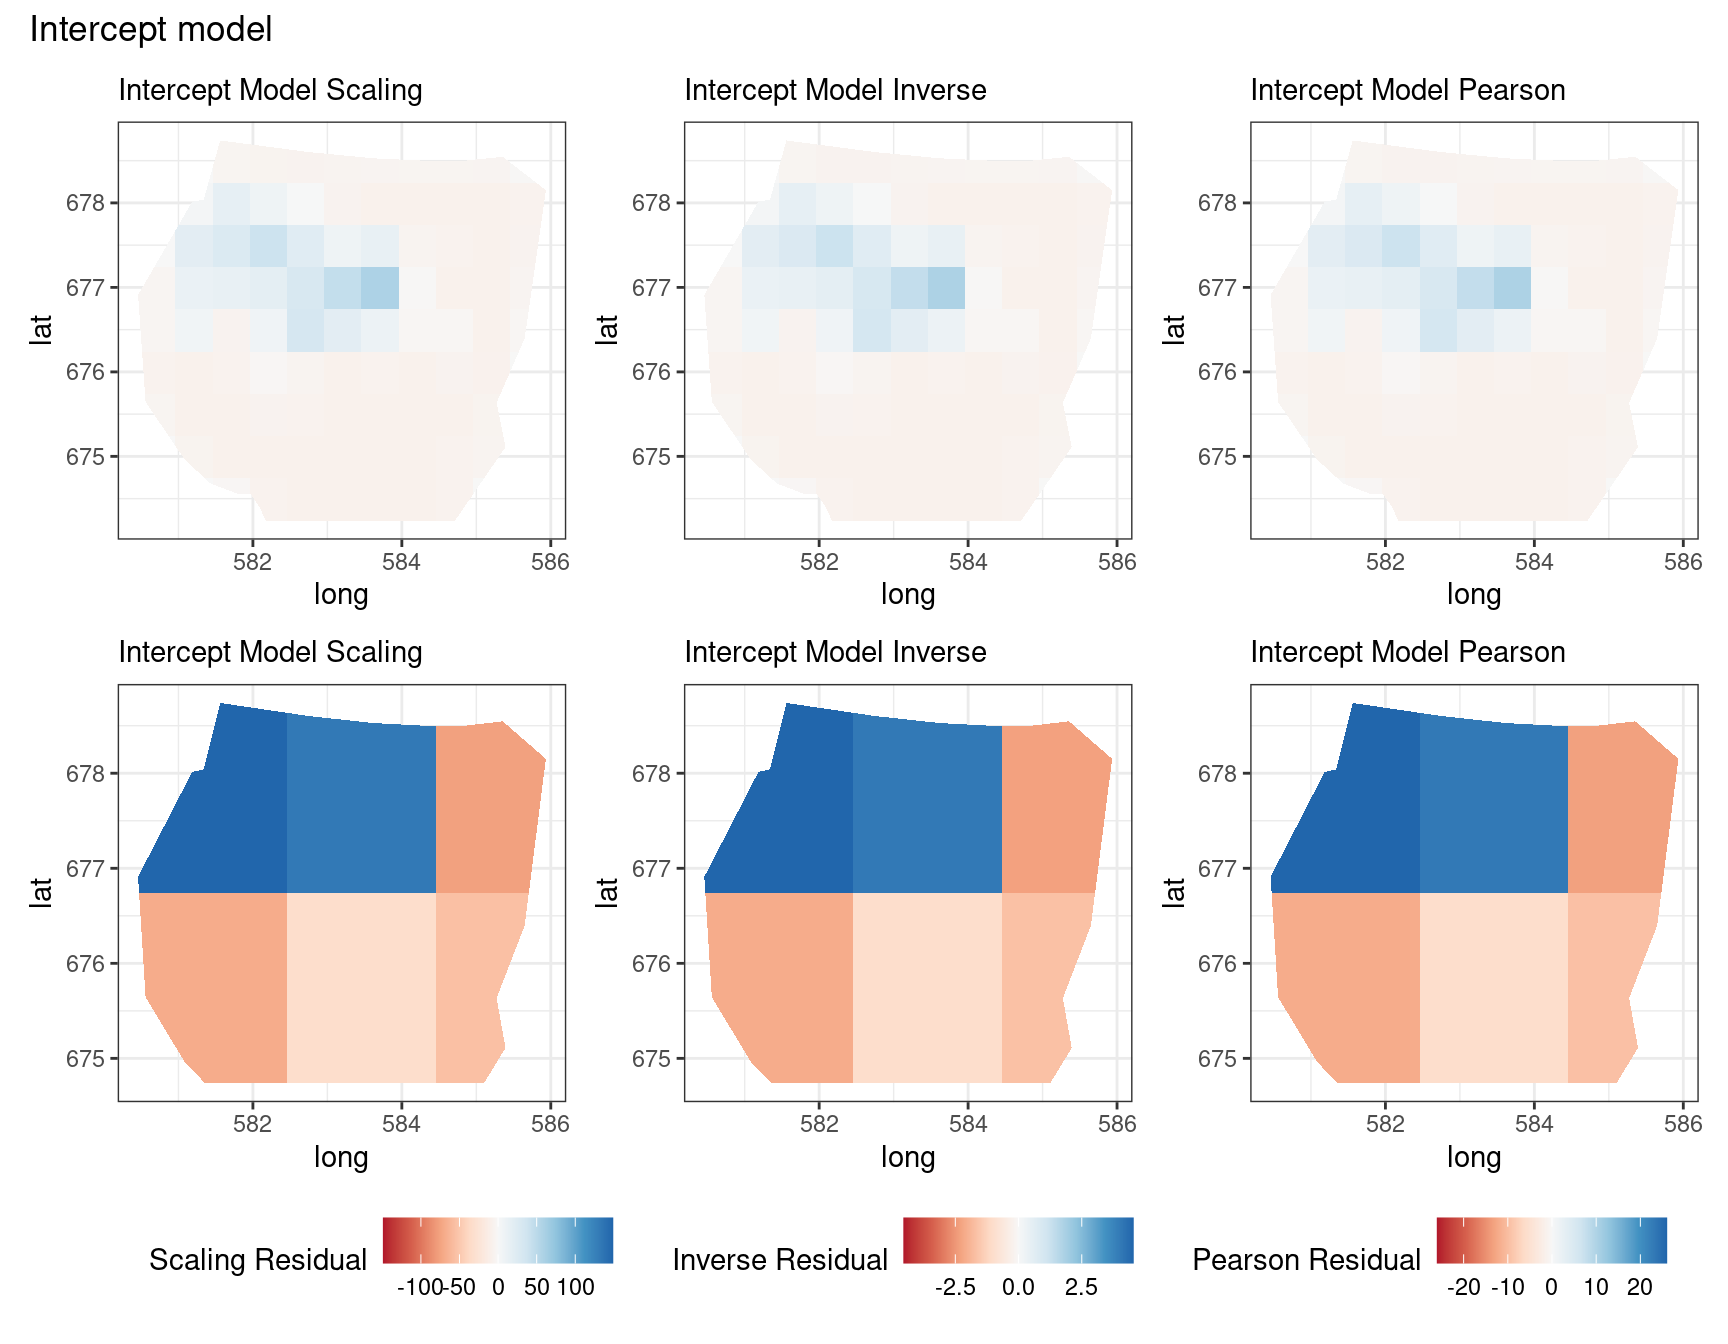 Intercept model
Intercept Model Scaling
Intercept Model Inverse
Intercept Model Pearson
678
677
676
675
lat
582
584
586
long
678
677
676
675
lat
582
584
586
long
678
677
676
675
lat
582
584
586
long
Intercept Model Scaling
Intercept Model Inverse
Intercept Model Pearson
678
677
676
675
lat
582
584
586
long
678
677
676
675
lat
582
584
586
long
678
677
676
675
lat
582
584
586
long
Scaling Residual
-100 -50 0 50 100
Inverse Residual
-2.5 0.0 2.5
Pearson Residual
-20 -10 0 10 20